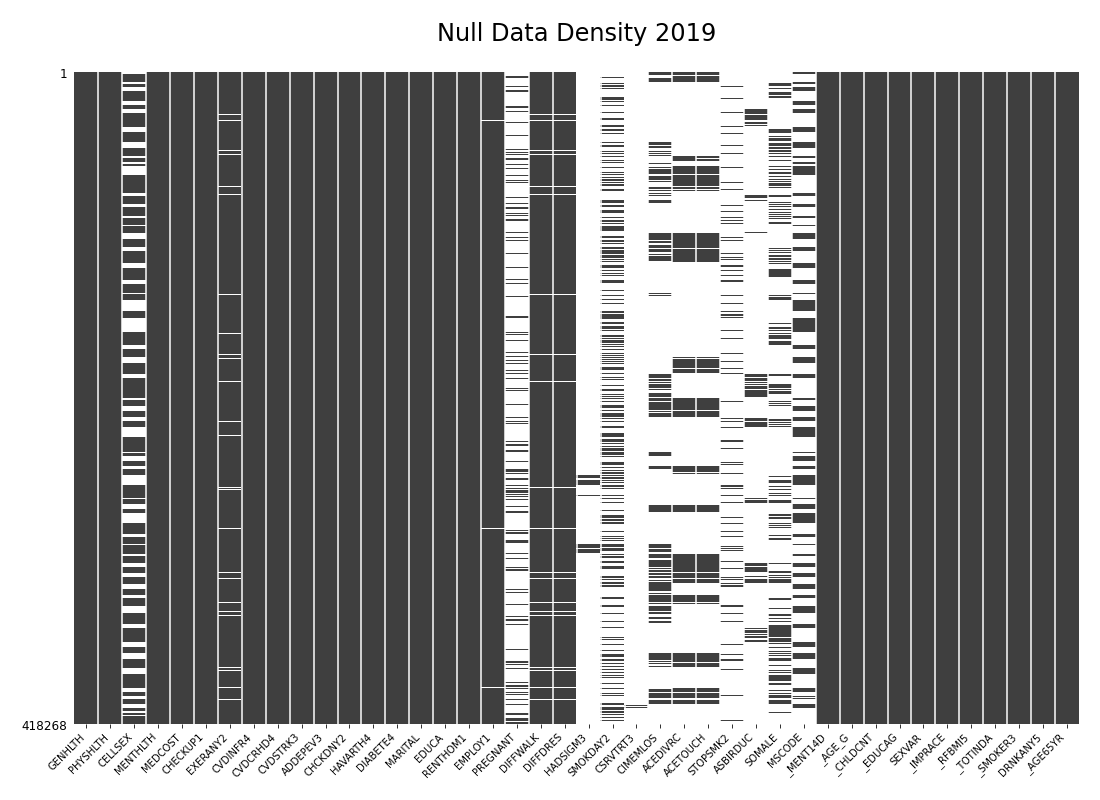 Null Data Density 2019
1
418268
GENHLTH
PHYSHLTH
CELLSEX
MENTHLTH
MEDCOST
CHECKUP1
EXERANY2
CVDINFR4
CVDCRHD4
CVDSTRK3
ADDEPEV3
CHCKDNY2
HAVARTH4
DIABETE4
MARITAL
EDUCA
RENTHOM1
EMPLOY1
PREGNANT
DIFFWALK
DIFFDRES
HADSIGM3
SMOKDAY2
CSRVTRT3
CIMEMLOS
ACEDIVRC
ACETOUCH
STOPSMK2
ASBIRDUC
SOMALE
MSCODE
_MENT14D
_AGE_G
_CHLDCNT
_EDUCAG
SEXVAR
_IMPRACE
_RFBMI5
_TOTINDA
_SMOKER3
DRNKANY5
_AGE65YR